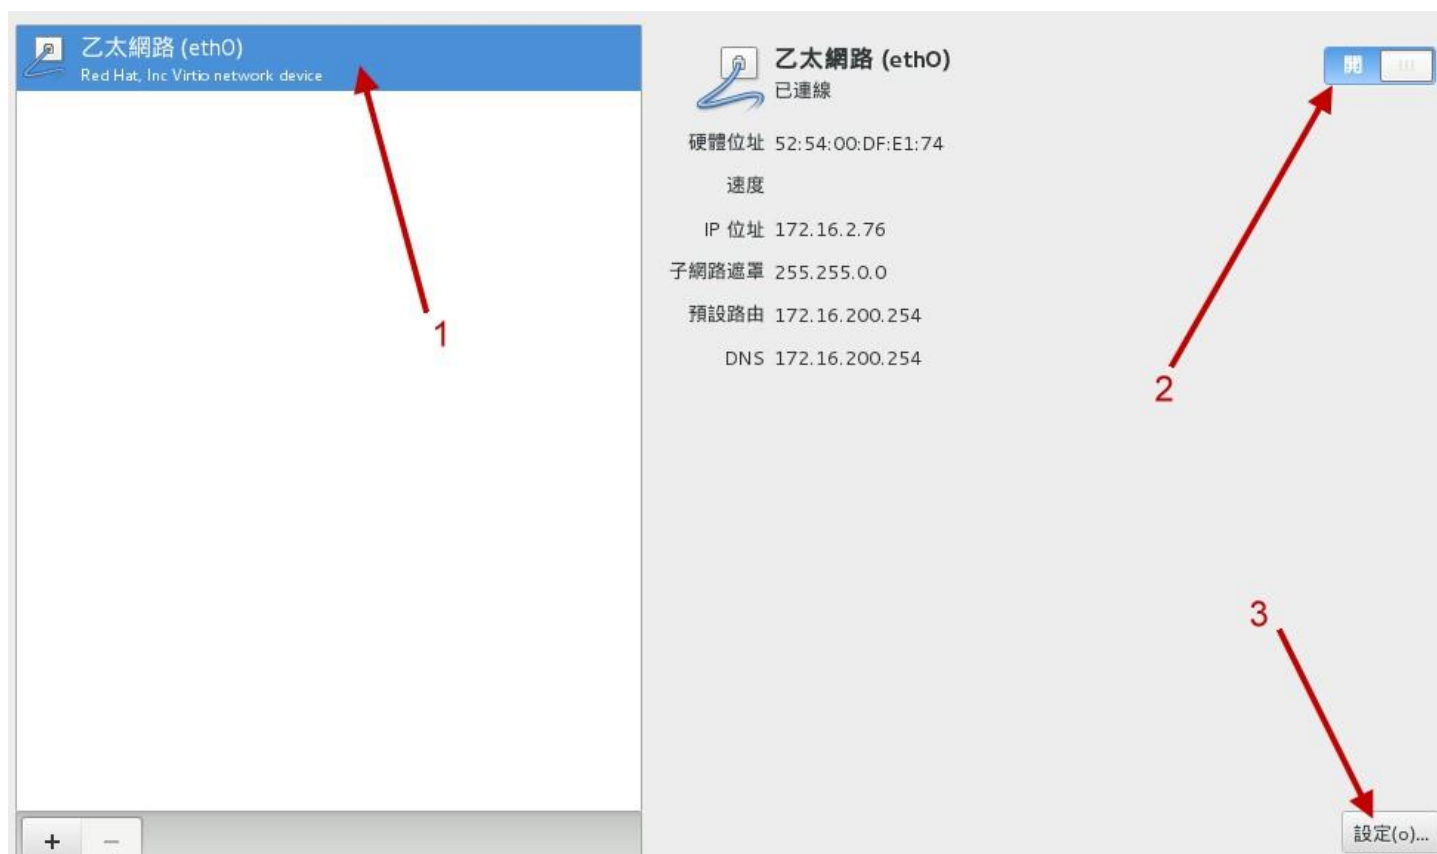 乙太網路 (eth0)
Red Hat, Inc Virtio network device
乙太網路 (eth0)
已連線
開
硬體位址 52:54:00:DF:E1:74
速度
IP 位址 172.16.2.76
子網路遮罩 255.255.0.0
預設路由 172.16.200.254
DNS 172.16.200.254
1
2
3
+ −
設定(o)...